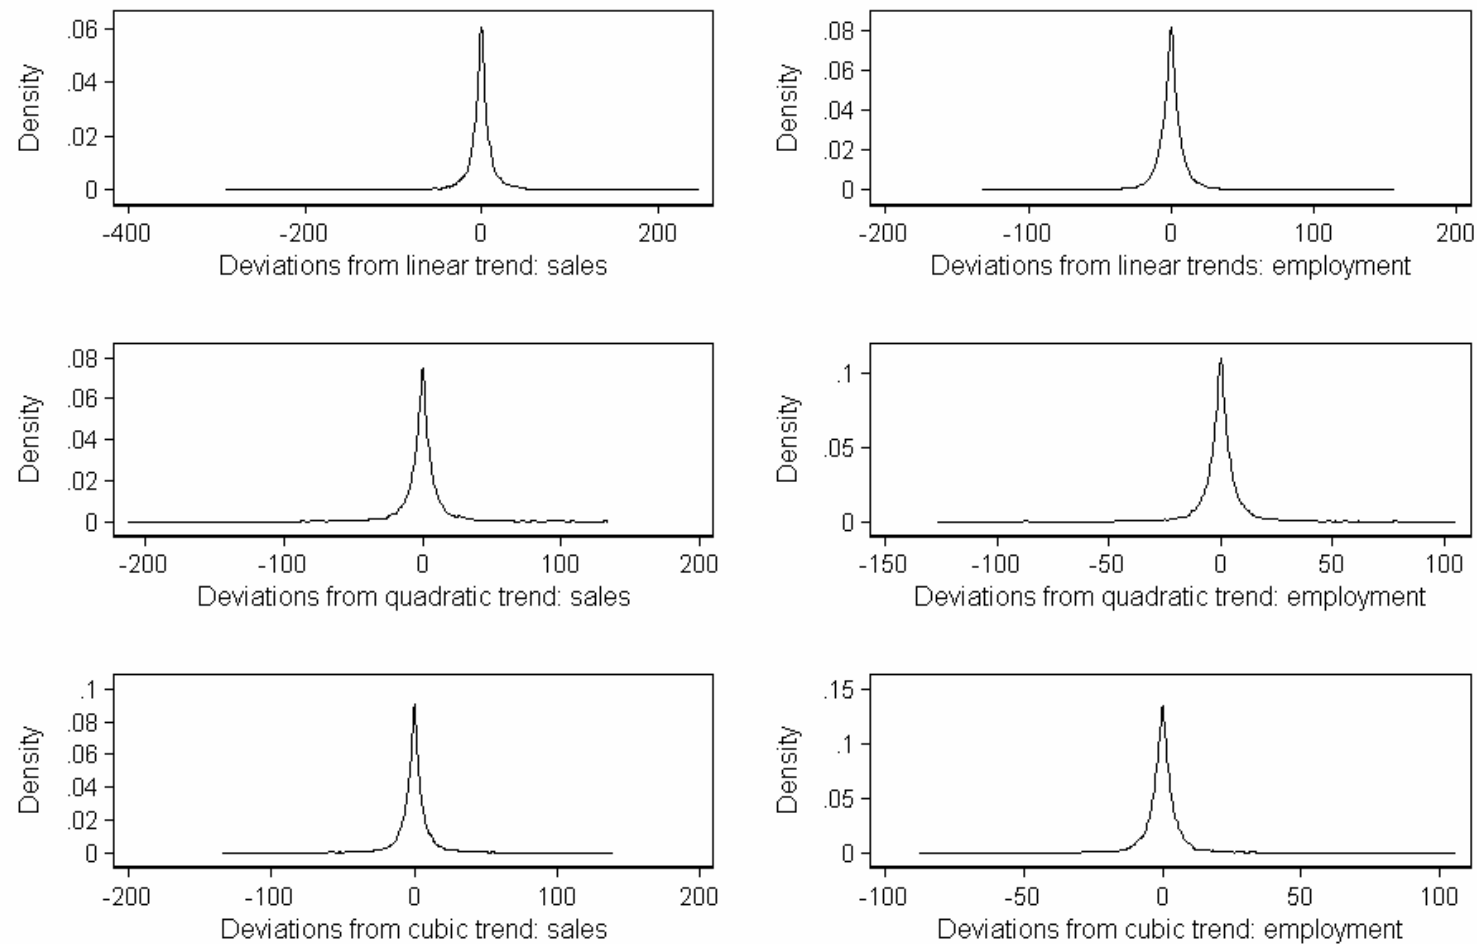 Density
.06
.04
.02
0
-400 -200 0 200
Deviations from linear trend: sales
Density
.08
.06
.04
.02
0
-200 -100 0 100 200
Deviations from linear trends: employment
Density
.08
.06
.04
.02
0
-200 -100 0 100 200
Deviations from quadratic trend: sales
Density
.1
.05
0
-150 -100 -50 0 50 100
Deviations from quadratic trend: employment
Density
.1
.08
.06
.04
.02
0
-200 -100 0 100 200
Deviations from cubic trend: sales
Density
.15
.1
.05
0
-100 -50 0 50 100
Deviations from cubic trend: employment